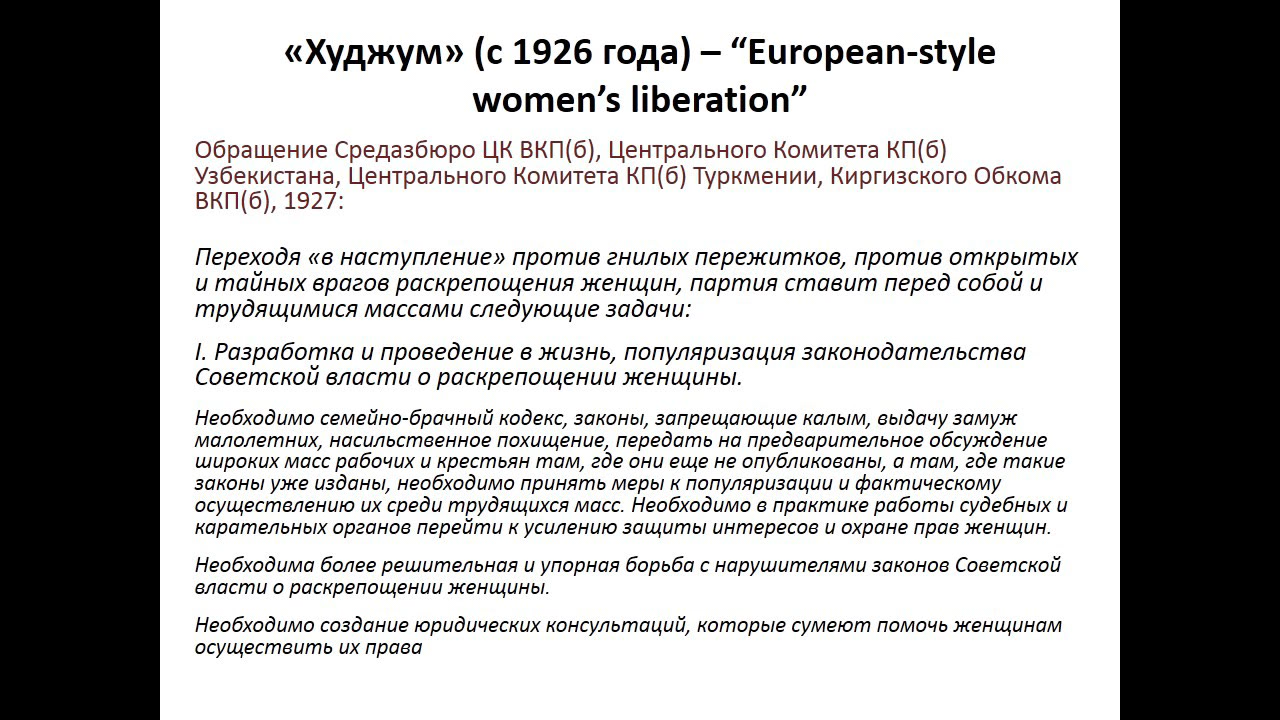 «Худжум» (с 1926 года) – “European-style
women’s liberation”
Обращение Средазбюро ЦК ВКП(б), Центрального Комитета КП(б)
Узбекистана, Центрального Комитета КП(б) Туркмении, Киргизского Обкома
ВКП(б), 1927:
Переходя «в наступление» против гнилых пережитков, против открытых
и тайных врагов раскрепощения женщин, партия ставит перед собой и
трудящимися массами следующие задачи:
I. Разработка и проведение в жизнь, популяризация законодательства
Советской власти о раскрепощении женщины.
Необходимо семейно-брачный кодекс, законы, запрещающие калым, выдачу замуж
малолетних, насильственное похищение, передать на предварительное обсуждение
широких масс рабочих и крестьян там, где они еще не опубликованы, а там, где такие
законы уже изданы, необходимо принять меры к популяризации и фактическому
осуществлению их среди трудящихся масс. Необходимо в практике работы судебных и
карательных органов перейти к усилению защиты интересов и охране прав женщин.
Необходима более решительная и упорная борьба с нарушителями законов Советской
власти о раскрепощении женщины.
Необходимо создание юридических консультаций, которые сумеют помочь женщинам
осуществить их права